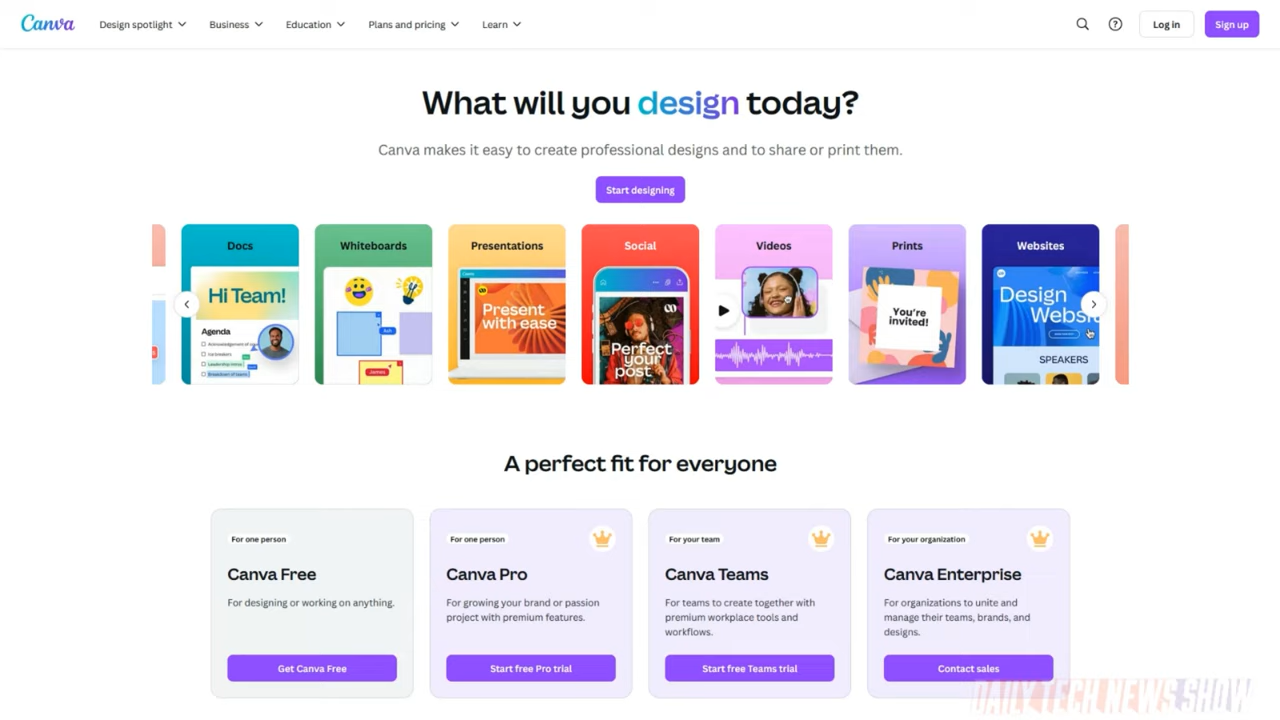 Canva
Design spotlight
Business
Education
Plans and pricing
Learn
Log in
Sign up
What will you design today?
Canva makes it easy to create professional designs and to share or print them.
Start designing
Docs
Hi Team!
Agenda
Whiteboards
Ash
James
Presentations
Present
with ease
Social
Perfect
your
post
Videos
Prints
You're
invited!
Websites
Design
Websit
SPEAKERS
A perfect fit for everyone
For one person
Canva Free
For designing or working on anything.
Get Canva Free
For one person
Canva Pro
For growing your brand or passion
project with premium features.
Start free Pro trial
For your team
Canva Teams
For teams to create together with
premium workplace tools and
workflows.
Start free Teams trial
For your organization
Canva Enterprise
For organizations to unite and
manage their teams, brands, and
designs.
Contact sales
DAILY TECH NEWS SHOW